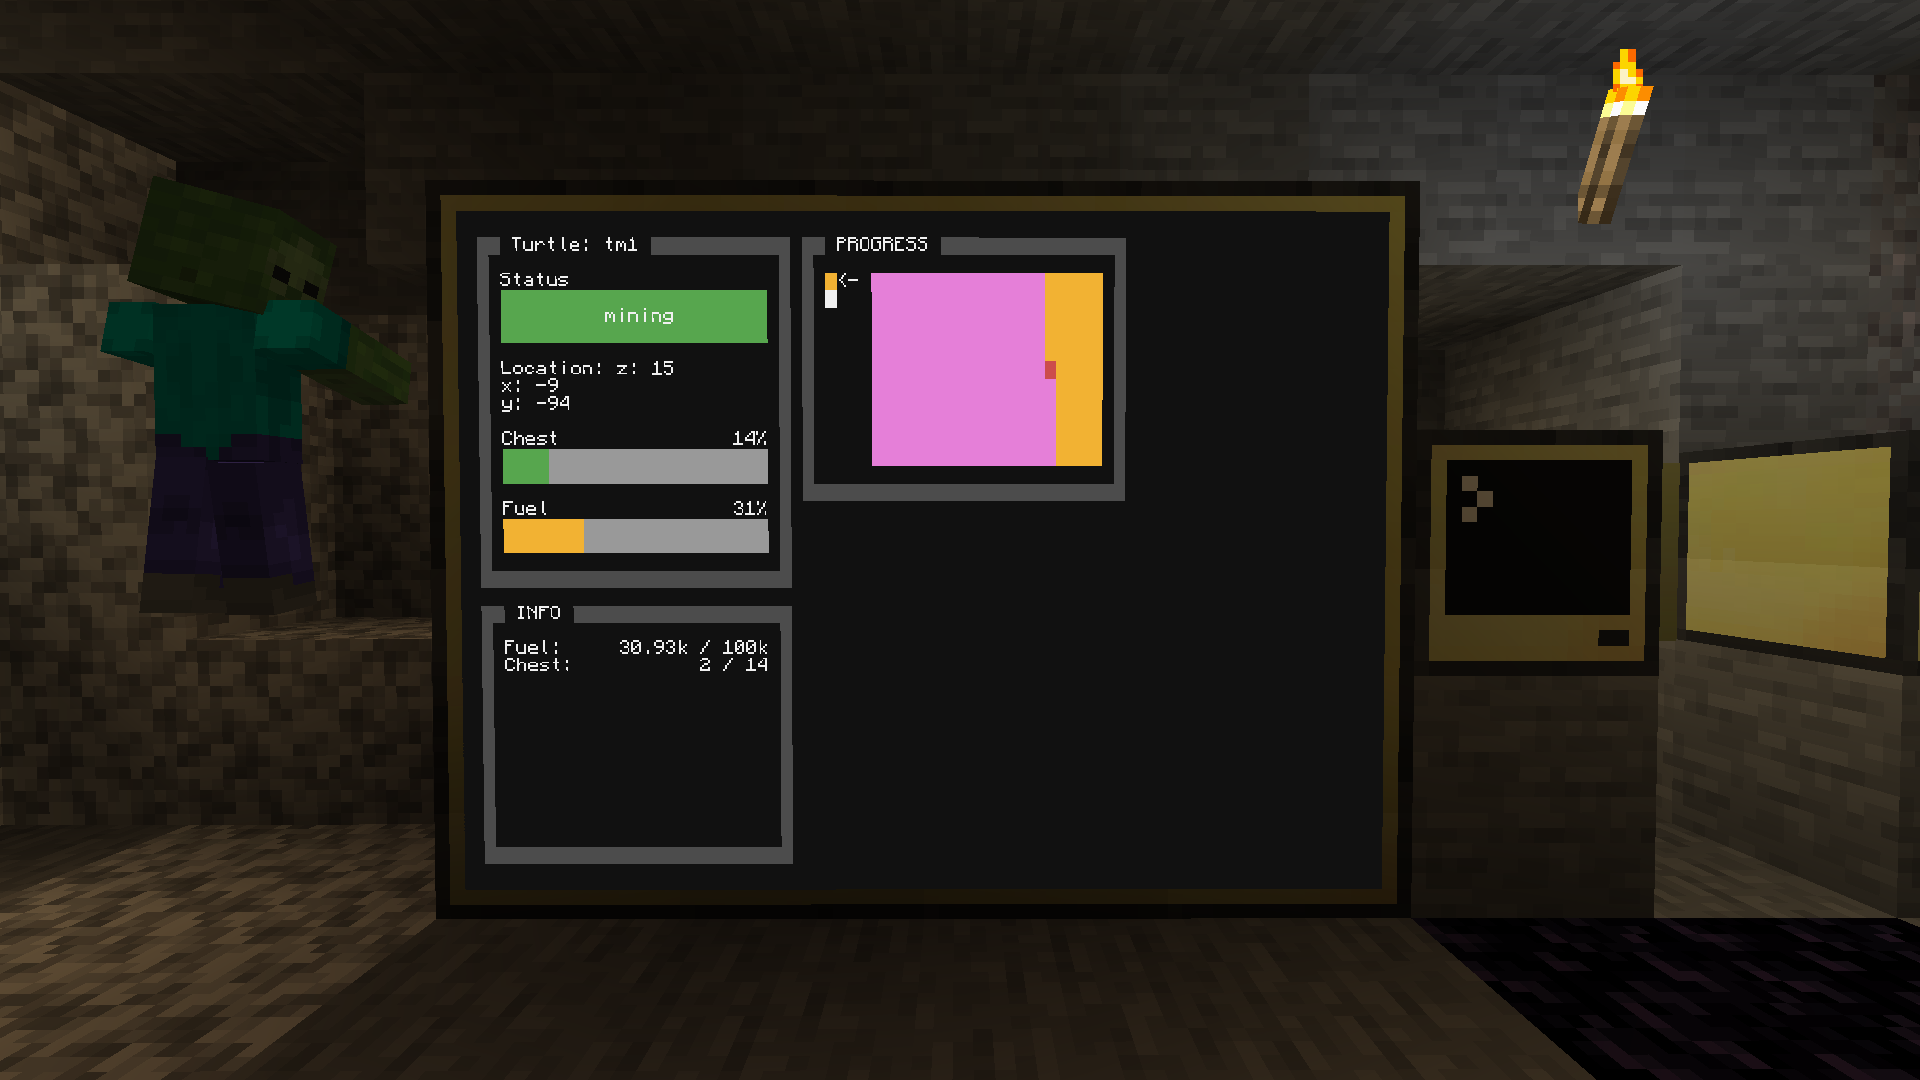 Turtle: tm1
Status
mining
Location: z: 15
x: -9
y: -94
Chest 14%
Fuel 31%
INFO
Fuel: 30.93k / 100k
Chest: 2 / 14
PROGRESS
<-